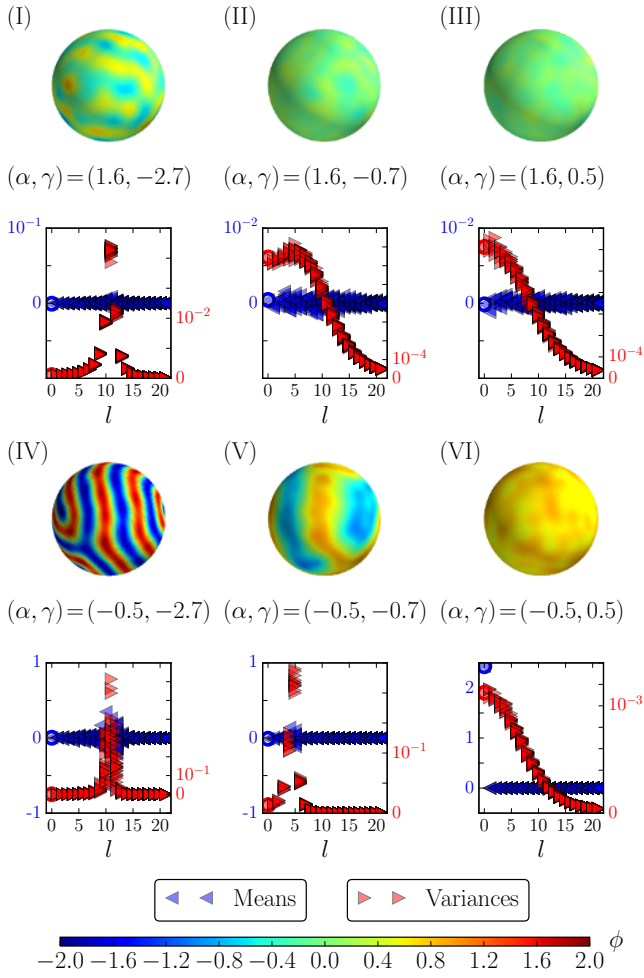 (I) (II) (III)
(α, γ) = (1.6, −2.7) (α, γ) = (1.6, −0.7) (α, γ) = (1.6, 0.5)
10⁻¹ 10⁻² 10⁻²
0 10⁻² 0 0
0 10⁻⁴ 10⁻⁴
0 0
0 5 10 15 20 0 5 10 15 20 0 5 10 15 20
l l l
(IV) (V) (VI)
(α, γ) = (−0.5, −2.7) (α, γ) = (−0.5, −0.7) (α, γ) = (−0.5, 0.5)
1 1 2
0 0 10⁻¹ 10⁻³
10⁻¹ 1
0 0
-1 -1 0 0
0 5 10 15 20 0 5 10 15 20 0 5 10 15 20
l l l
Means Variances
ϕ
−2.0 −1.6 −1.2 −0.8 −0.4 0.0 0.4 0.8 1.2 1.6 2.0